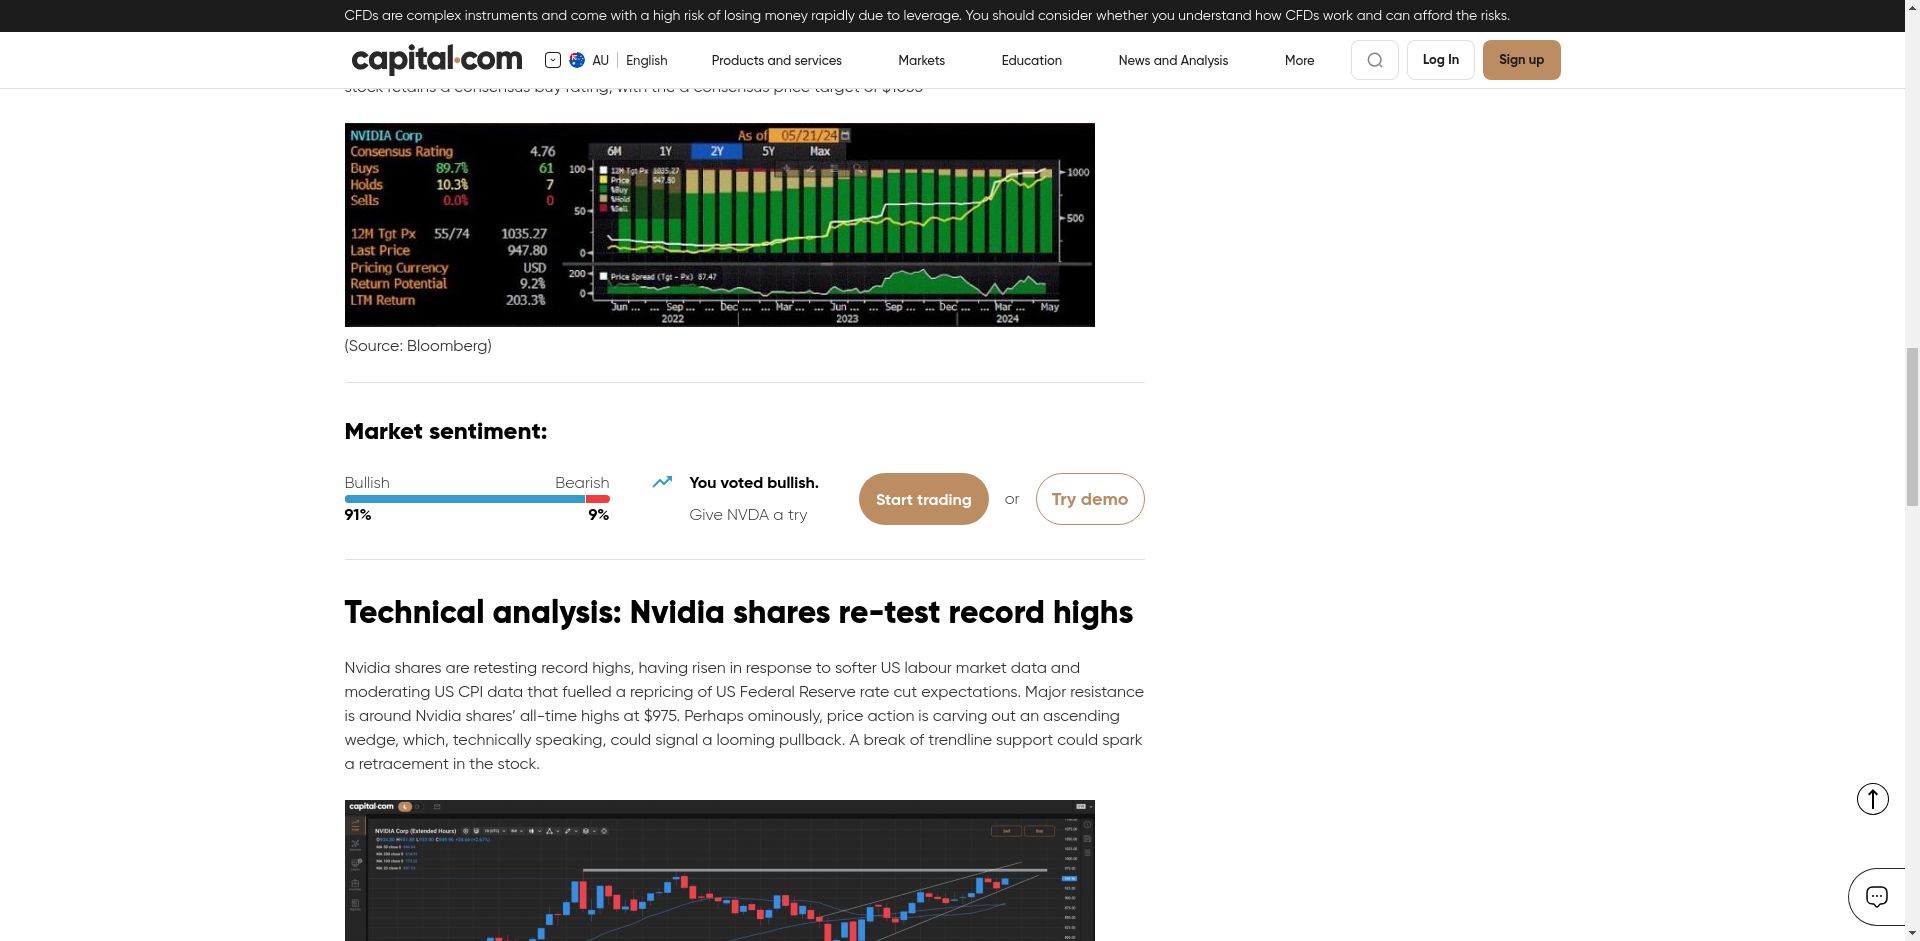 CFDs are complex instruments and come with a high risk of losing money rapidly due to leverage. You should consider whether you understand how CFDs work and can afford the risks.
capital.com AU English Products and services Markets Education News and Analysis More Log In Sign up
stock retains a consensus buy rating, with the a consensus price target of $1035
NVIDIA Corp As of 05/21/24
Consensus Rating 4.76 6M 1Y 2Y 5Y Max
Buys 89.7% 61
Holds 10.3% 7
Sells 0.0% 0
12M Tgt Px 55/74 1035.27
Last Price 947.80
Pricing Currency USD
Return Potential 9.2%
LTM Return 203.3%
100 12M Tgt Px 1035.27 1000
Price 947.80
%Buy
%Hold
%Sell
50 500
0
200 Price Spread (Tgt - Px) 87.47
0
Jun ... ... Sep ... ... Dec ... ... Mar ... ... Jun ... ... Sep ... ... Dec ... ... Mar ... May
2022 2023 2024
(Source: Bloomberg)
Market sentiment:
Bullish Bearish You voted bullish.
Start trading or Try demo
91% 9% Give NVDA a try
Technical analysis: Nvidia shares re-test record highs
Nvidia shares are retesting record highs, having risen in response to softer US labour market data and
moderating US CPI data that fuelled a repricing of US Federal Reserve rate cut expectations. Major resistance
is around Nvidia shares’ all-time highs at $975. Perhaps ominously, price action is carving out an ascending
wedge, which, technically speaking, could signal a looming pullback. A break of trendline support could spark
a retracement in the stock.
capital.com
NVIDIA Corp (Extended Hours)
Sell Buy